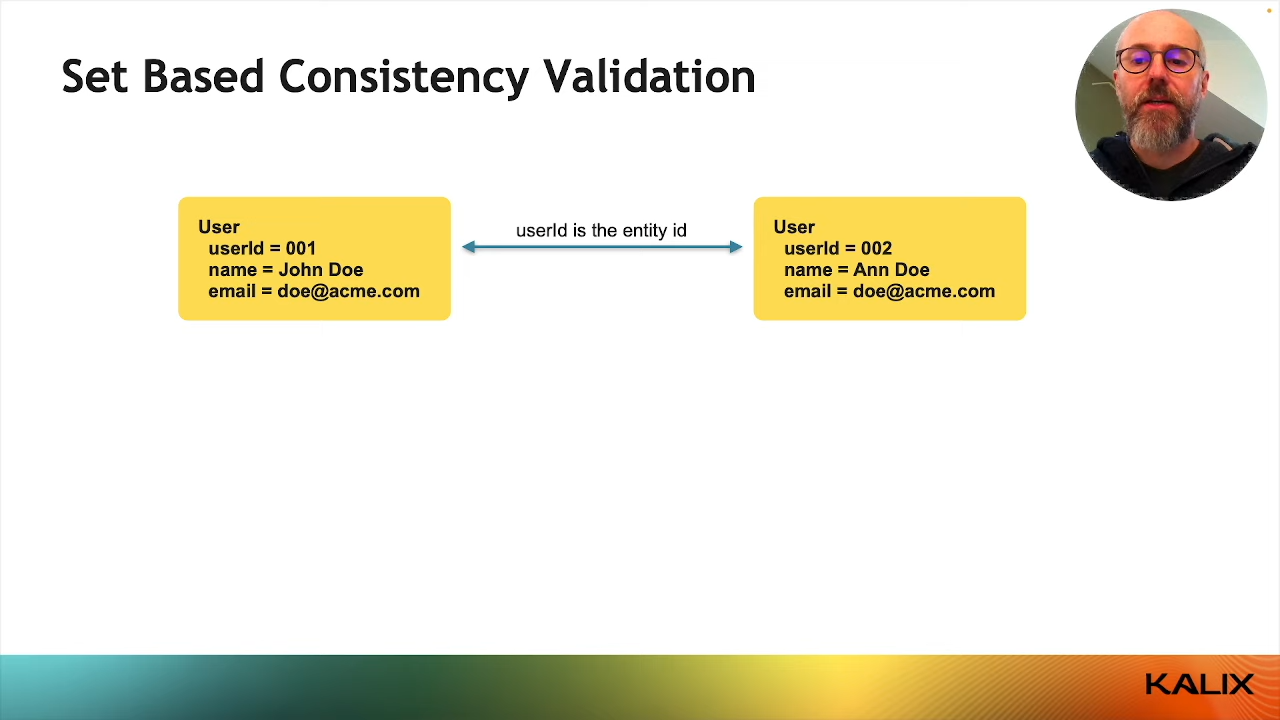 Set Based Consistency Validation
User
userId = 001
name = John Doe
email = doe@acme.com
userId is the entity id
User
userId = 002
name = Ann Doe
email = doe@acme.com
KALIX